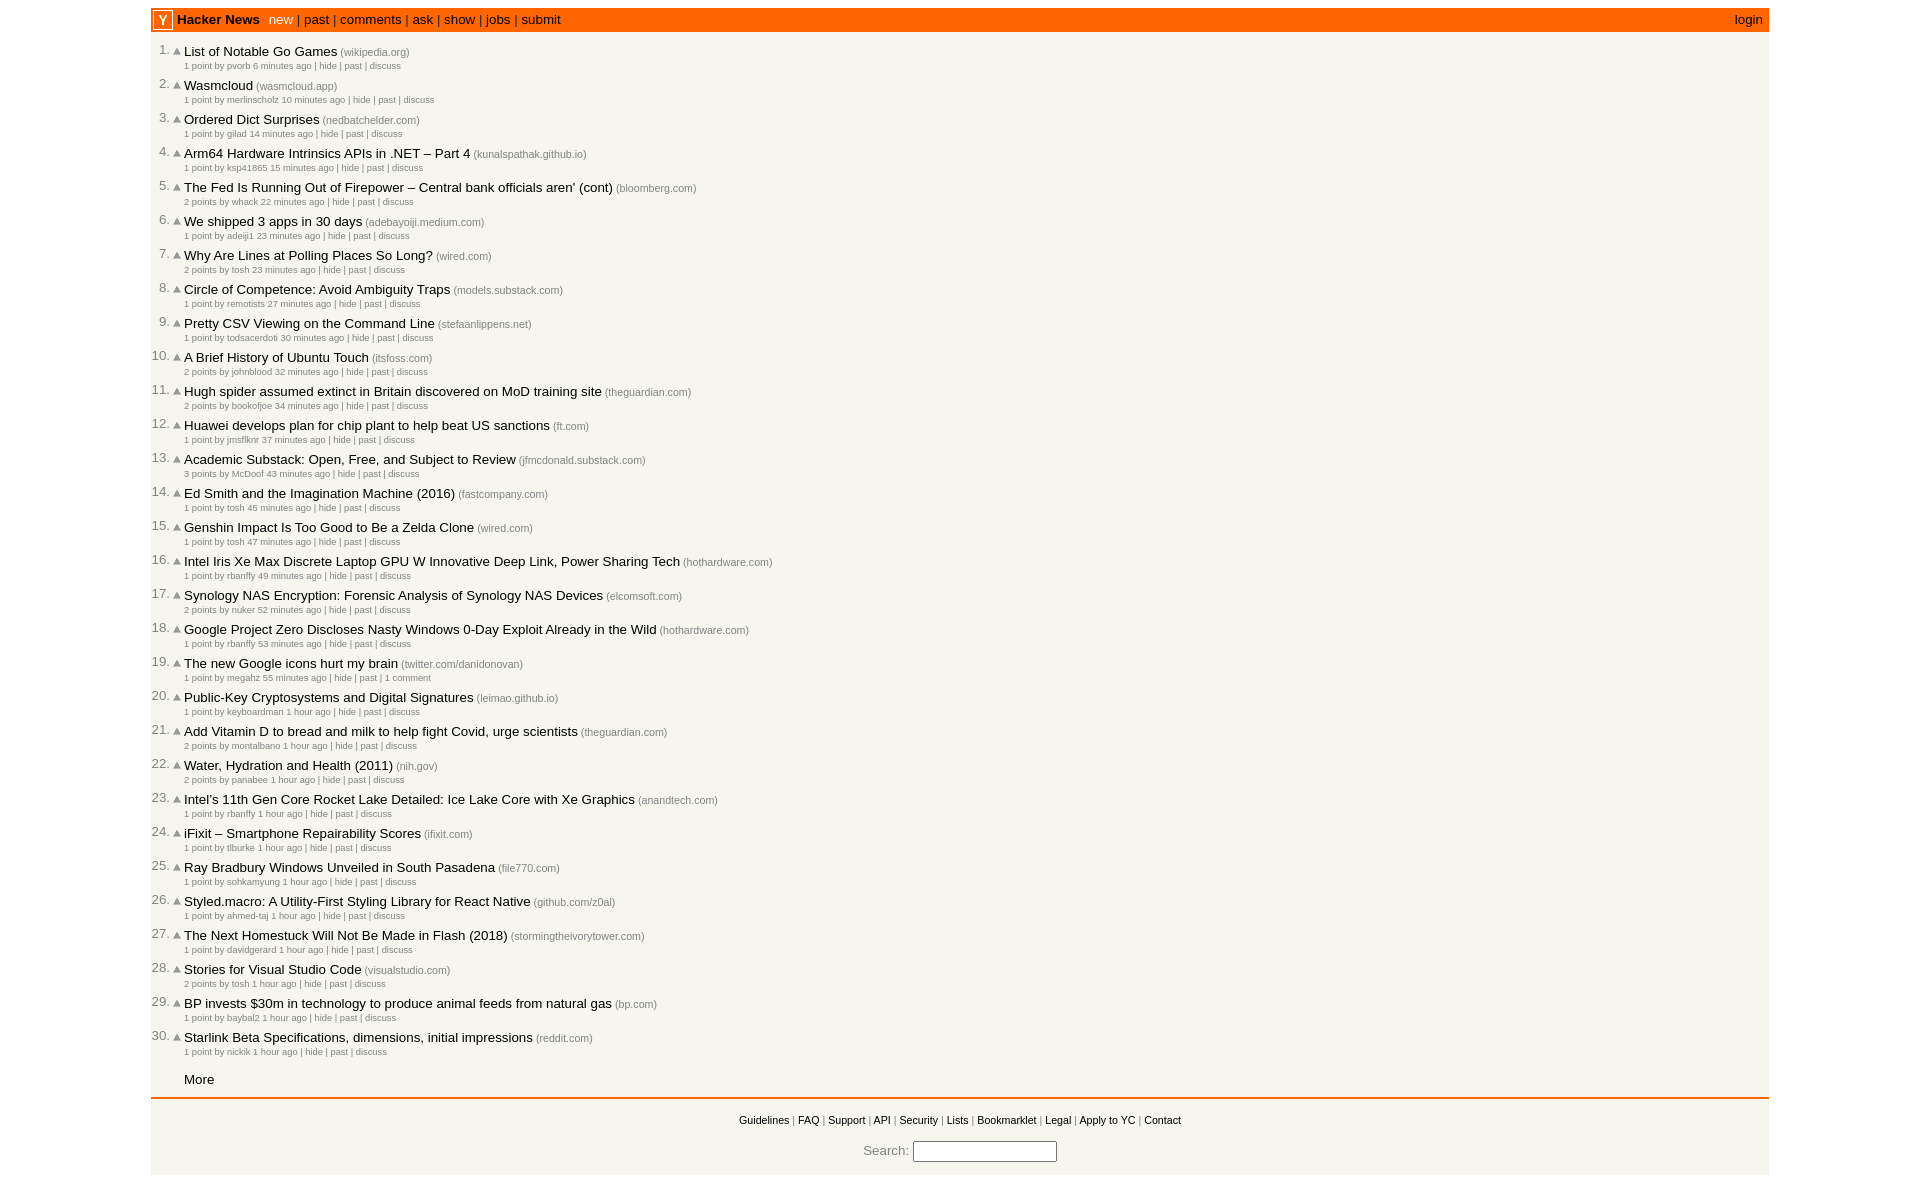 Y Hacker News new | past | comments | ask | show | jobs | submit login
1. List of Notable Go Games (wikipedia.org)
1 point by pvorb 6 minutes ago | hide | past | discuss
2. Wasmcloud (wasmcloud.app)
1 point by merlinscholz 10 minutes ago | hide | past | discuss
3. Ordered Dict Surprises (nedbatchelder.com)
1 point by gilad 14 minutes ago | hide | past | discuss
4. Arm64 Hardware Intrinsics APIs in .NET – Part 4 (kunalspathak.github.io)
1 point by ksp41865 15 minutes ago | hide | past | discuss
5. The Fed Is Running Out of Firepower – Central bank officials aren' (cont) (bloomberg.com)
2 points by whack 22 minutes ago | hide | past | discuss
6. We shipped 3 apps in 30 days (adebayoiji.medium.com)
1 point by adeiji1 23 minutes ago | hide | past | discuss
7. Why Are Lines at Polling Places So Long? (wired.com)
2 points by tosh 23 minutes ago | hide | past | discuss
8. Circle of Competence: Avoid Ambiguity Traps (models.substack.com)
1 point by remotists 27 minutes ago | hide | past | discuss
9. Pretty CSV Viewing on the Command Line (stefaanlippens.net)
1 point by todsacerdoti 30 minutes ago | hide | past | discuss
10. A Brief History of Ubuntu Touch (itsfoss.com)
2 points by johnblood 32 minutes ago | hide | past | discuss
11. Hugh spider assumed extinct in Britain discovered on MoD training site (theguardian.com)
2 points by bookofjoe 34 minutes ago | hide | past | discuss
12. Huawei develops plan for chip plant to help beat US sanctions (ft.com)
1 point by jmsflknr 37 minutes ago | hide | past | discuss
13. Academic Substack: Open, Free, and Subject to Review (jfmcdonald.substack.com)
3 points by McDoof 43 minutes ago | hide | past | discuss
14. Ed Smith and the Imagination Machine (2016) (fastcompany.com)
1 point by tosh 45 minutes ago | hide | past | discuss
15. Genshin Impact Is Too Good to Be a Zelda Clone (wired.com)
1 point by tosh 47 minutes ago | hide | past | discuss
16. Intel Iris Xe Max Discrete Laptop GPU W Innovative Deep Link, Power Sharing Tech (hothardware.com)
1 point by rbanffy 49 minutes ago | hide | past | discuss
17. Synology NAS Encryption: Forensic Analysis of Synology NAS Devices (elcomsoft.com)
2 points by nuker 52 minutes ago | hide | past | discuss
18. Google Project Zero Discloses Nasty Windows 0-Day Exploit Already in the Wild (hothardware.com)
1 point by rbanffy 53 minutes ago | hide | past | discuss
19. The new Google icons hurt my brain (twitter.com/danidonovan)
1 point by megahz 55 minutes ago | hide | past | 1 comment
20. Public-Key Cryptosystems and Digital Signatures (leimao.github.io)
1 point by keyboardman 1 hour ago | hide | past | discuss
21. Add Vitamin D to bread and milk to help fight Covid, urge scientists (theguardian.com)
2 points by montalbano 1 hour ago | hide | past | discuss
22. Water, Hydration and Health (2011) (nih.gov)
2 points by panabee 1 hour ago | hide | past | discuss
23. Intel’s 11th Gen Core Rocket Lake Detailed: Ice Lake Core with Xe Graphics (anandtech.com)
1 point by rbanffy 1 hour ago | hide | past | discuss
24. iFixit – Smartphone Repairability Scores (ifixit.com)
1 point by tlburke 1 hour ago | hide | past | discuss
25. Ray Bradbury Windows Unveiled in South Pasadena (file770.com)
1 point by sohkamyung 1 hour ago | hide | past | discuss
26. Styled.macro: A Utility-First Styling Library for React Native (github.com/z0al)
1 point by ahmed-taj 1 hour ago | hide | past | discuss
27. The Next Homestuck Will Not Be Made in Flash (2018) (stormingtheivorytower.com)
1 point by davidgerard 1 hour ago | hide | past | discuss
28. Stories for Visual Studio Code (visualstudio.com)
2 points by tosh 1 hour ago | hide | past | discuss
29. BP invests $30m in technology to produce animal feeds from natural gas (bp.com)
1 point by baybal2 1 hour ago | hide | past | discuss
30. Starlink Beta Specifications, dimensions, initial impressions (reddit.com)
1 point by nickik 1 hour ago | hide | past | discuss
More
Guidelines | FAQ | Support | API | Security | Lists | Bookmarklet | Legal | Apply to YC | Contact
Search: